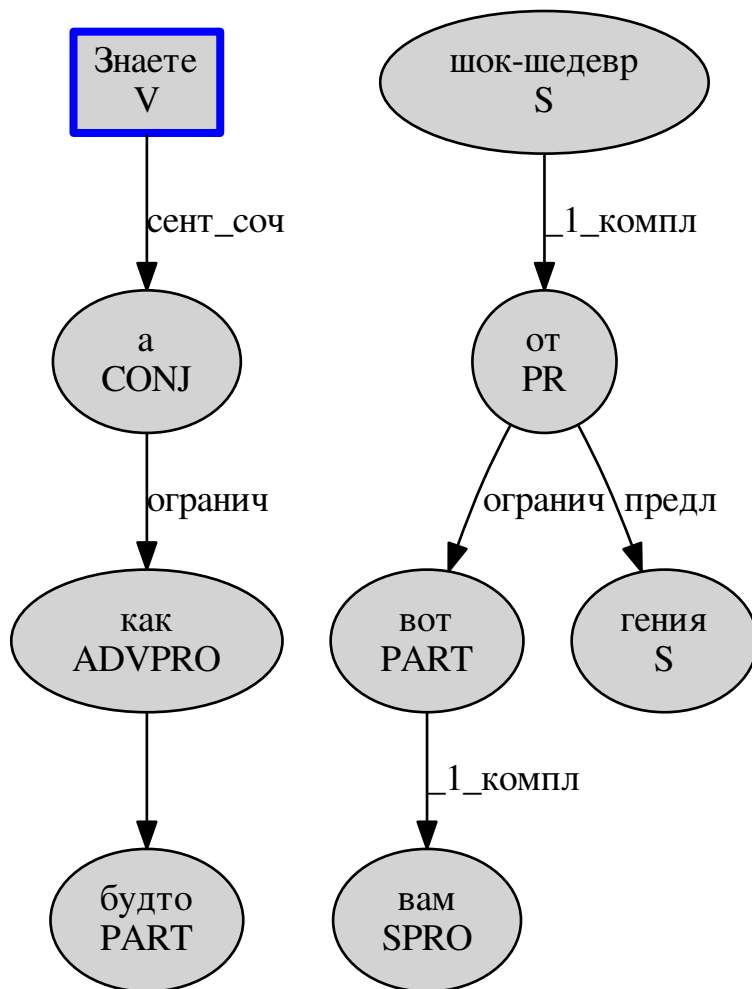 Знаете
V
шок-шедевр
S
сент_соч
_1_компл
а
CONJ
от
PR
огранич
огранич
предл
как
ADVPRO
вот
PART
гения
S
_1_компл
будто
PART
вам
SPRO